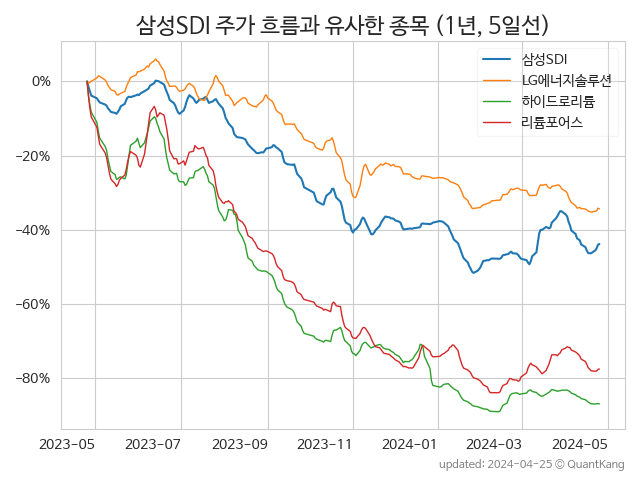 삼성SDI 주가 흐름과 유사한 종목 (1년, 5일선)
삼성SDI
LG에너지솔루션
하이드로리튬
리튬포어스
0%
−20%
−40%
−60%
−80%
2023−05 2023−07 2023−09 2023−11 2024−01 2024−03 2024−05
updated: 2024-04-25 © QuantKang